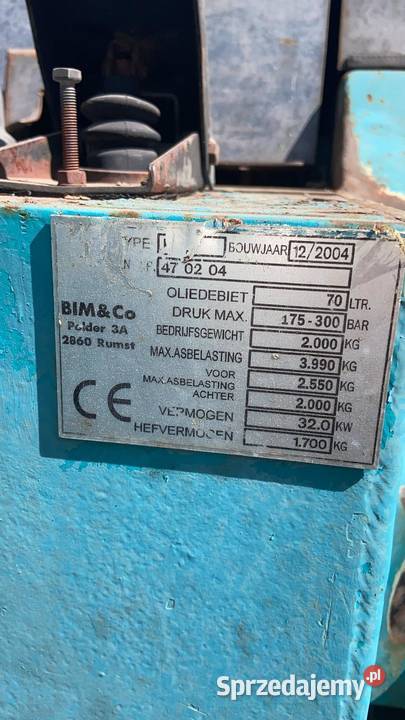 TYPE BOUWJAAR 12/2004
47 02 04
BIM&Co
Polder 3A
2860 Rumst
OLIEDEBIET 70 LTR.
DRUK MAX. 175-300 BAR
BEDRIJFSGEWICHT 2.000 KG
MAX.ASBELASTING 3.990 KG
VOOR
MAX.ASBELASTING 2.550 KG
ACHTER 2.000 KG
VERMOGEN 32.0 KW
HEFVERMOGEN 1.700 KG
CE
Sprzedajemy.pl